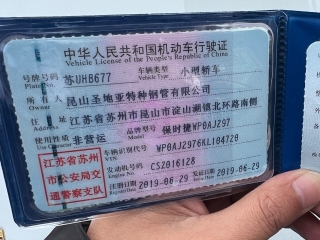 中华人民共和国机动车行驶证
Vehicle License of the People's Republic of China
号牌号码 苏UHB677 车辆类型 小型轿车
Plate No. Vehicle Type
所有人 昆山圣地亚特种钢管有限公司
Owner
住址 江苏省苏州市昆山市淀山湖镇北环路南侧
Address
使用性质 非营运 品牌型号 保时捷WP0AJ297
Use Character Model
江苏省苏州
市公安局交
通警察支队
车辆识别代号 WP0AJ2976KL104728
VIN
发动机号码 CSZ016128
Engine No.
注册日期 2019-06-29 发证日期 2019-06-29
Register Date Issue Date